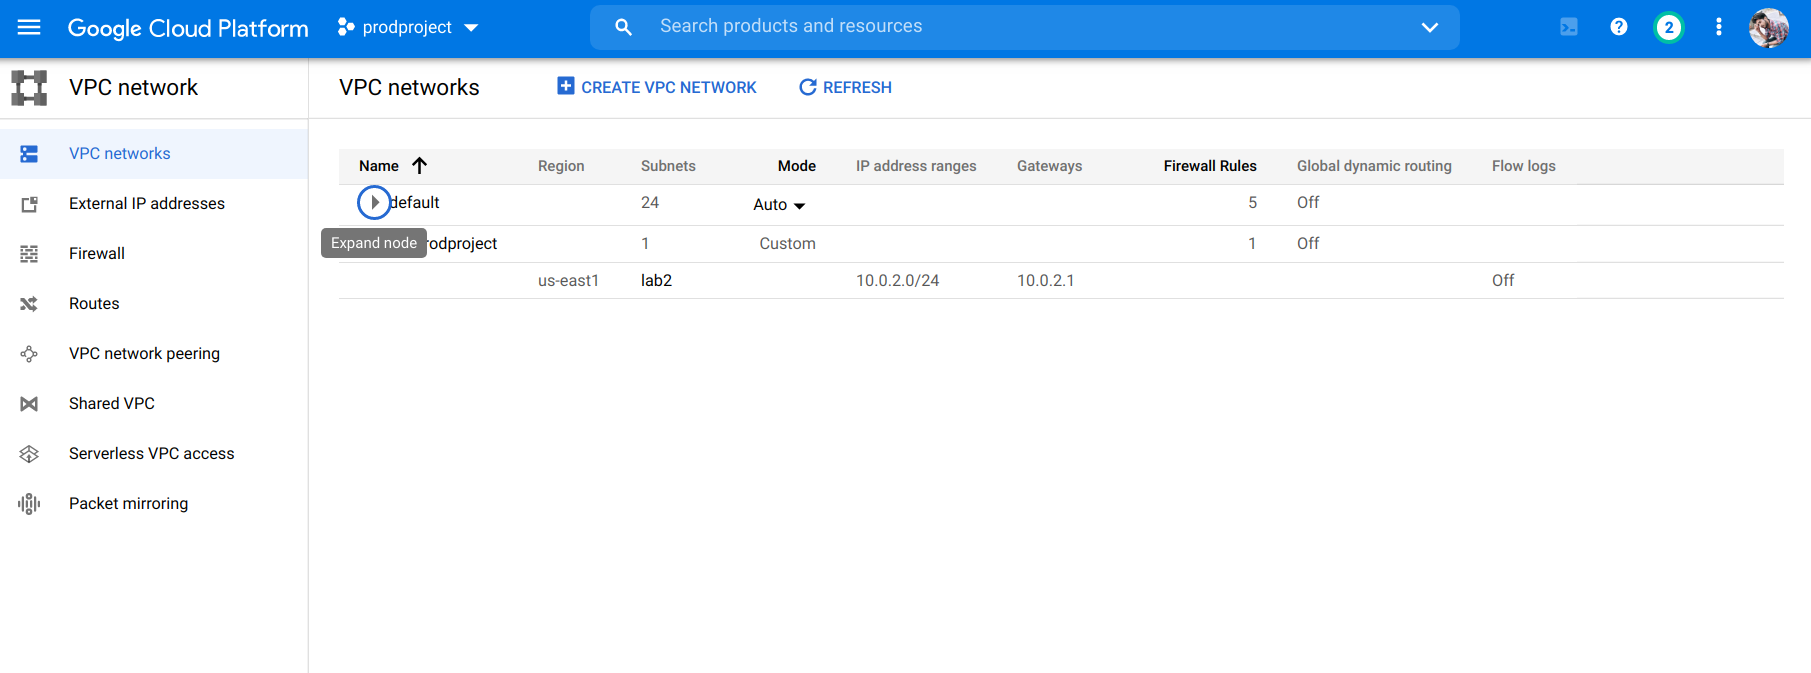 Google Cloud Platform prodproject Search products and resources 2
VPC network VPC networks CREATE VPC NETWORK REFRESH
VPC networks
External IP addresses
Firewall
Routes
VPC network peering
Shared VPC
Serverless VPC access
Packet mirroring
Name Region Subnets Mode IP address ranges Gateways Firewall Rules Global dynamic routing Flow logs
default 24 Auto 5 Off
Expand node rodproject 1 Custom 1 Off
us-east1 lab2 10.0.2.0/24 10.0.2.1 Off